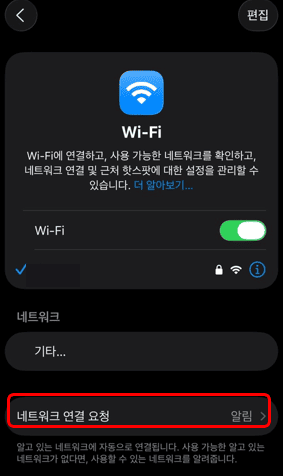 편집
Wi-Fi
Wi-Fi에 연결하고, 사용 가능한 네트워크를 확인하고,
네트워크 연결 및 근처 핫스팟에 대한 설정을 관리할 수
있습니다. 더 알아보기...
Wi-Fi
네트워크
기타...
네트워크 연결 요청 알림
알고 있는 네트워크에 자동으로 연결됩니다. 사용 가능한 알고 있는
네트워크가 없다면, 사용할 수 있는 네트워크를 알려줍니다.